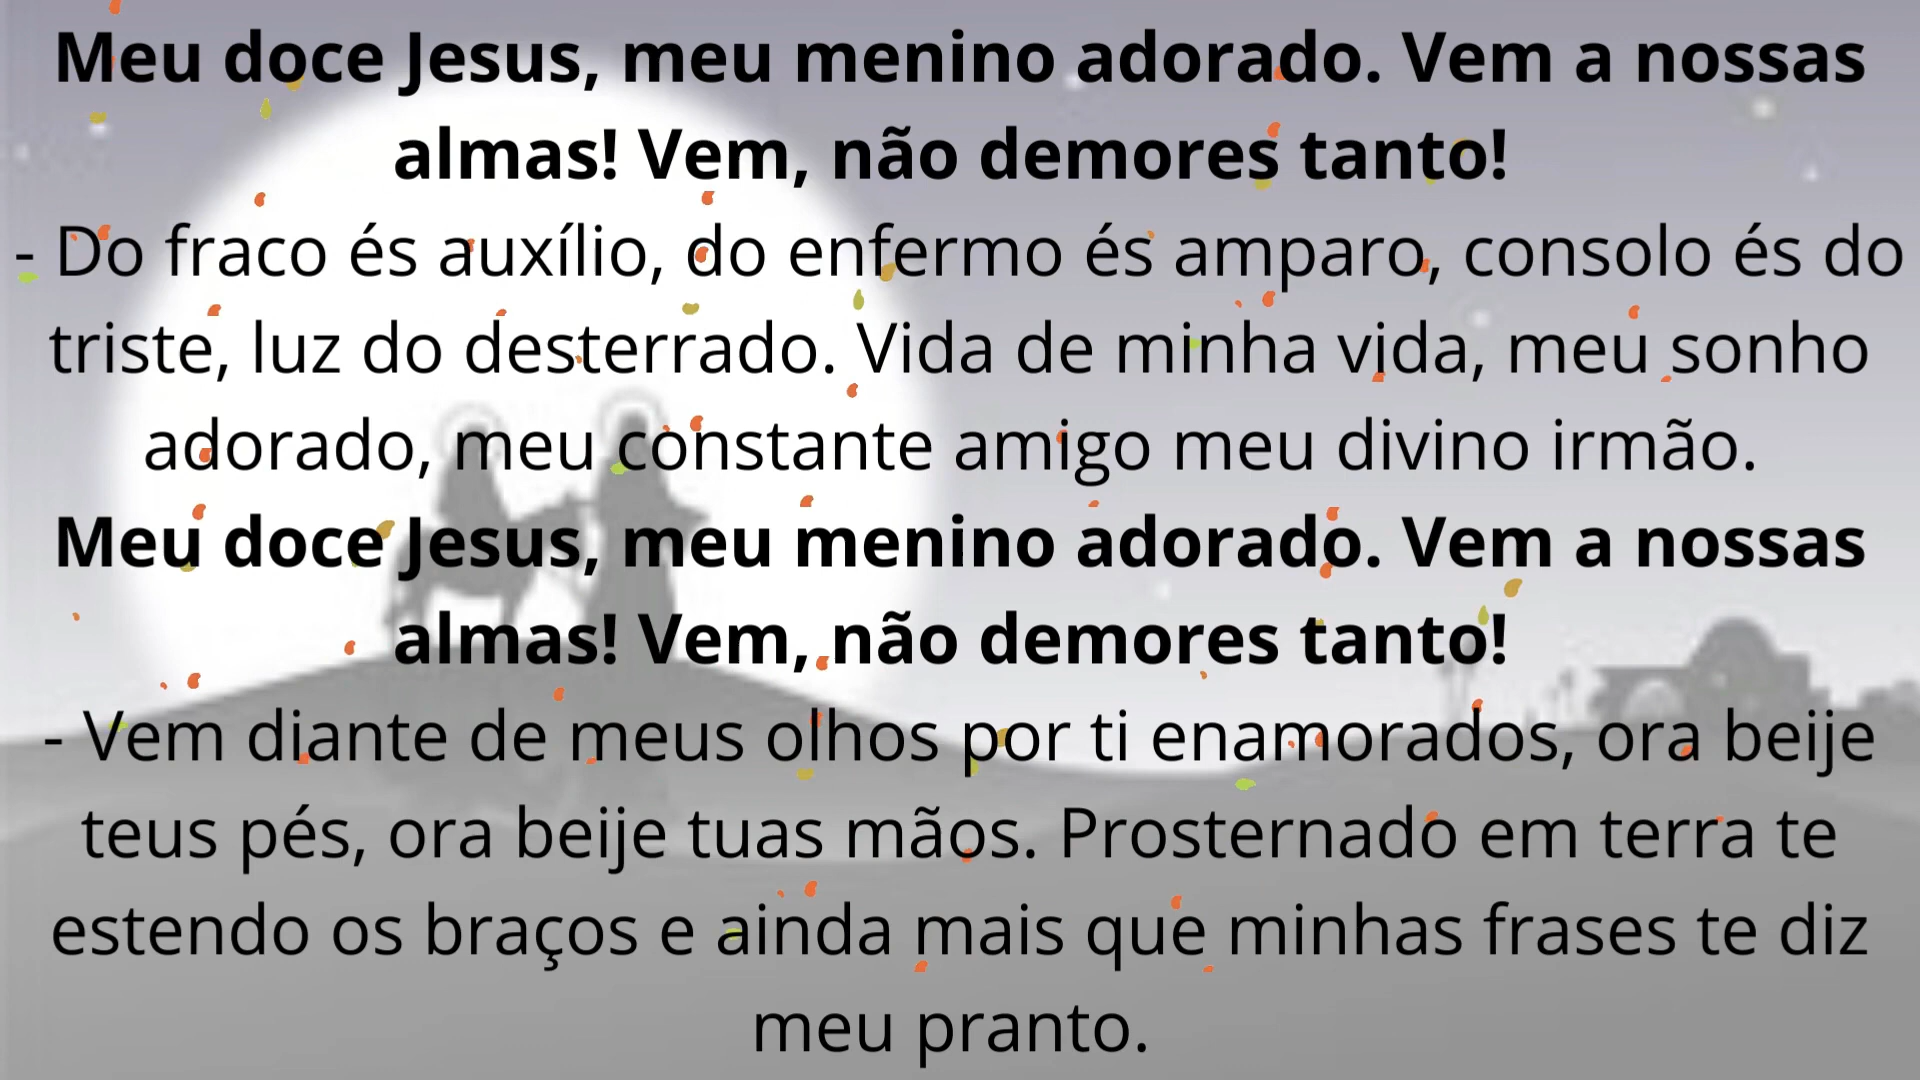 Meu doce Jesus, meu menino adorado. Vem a nossas
almas! Vem, não demores tanto!
- Do fraco és auxílio, do enfermo és amparo, consolo és do
triste, luz do desterrado. Vida de minha vida, meu sonho
adorado, meu constante amigo meu divino irmão.
Meu doce Jesus, meu menino adorado. Vem a nossas
almas! Vem, não demores tanto!
- Vem diante de meus olhos por ti enamorados, ora beije
teus pés, ora beije tuas mãos. Prosternado em terra te
estendo os braços e ainda mais que minhas frases te diz
meu pranto.